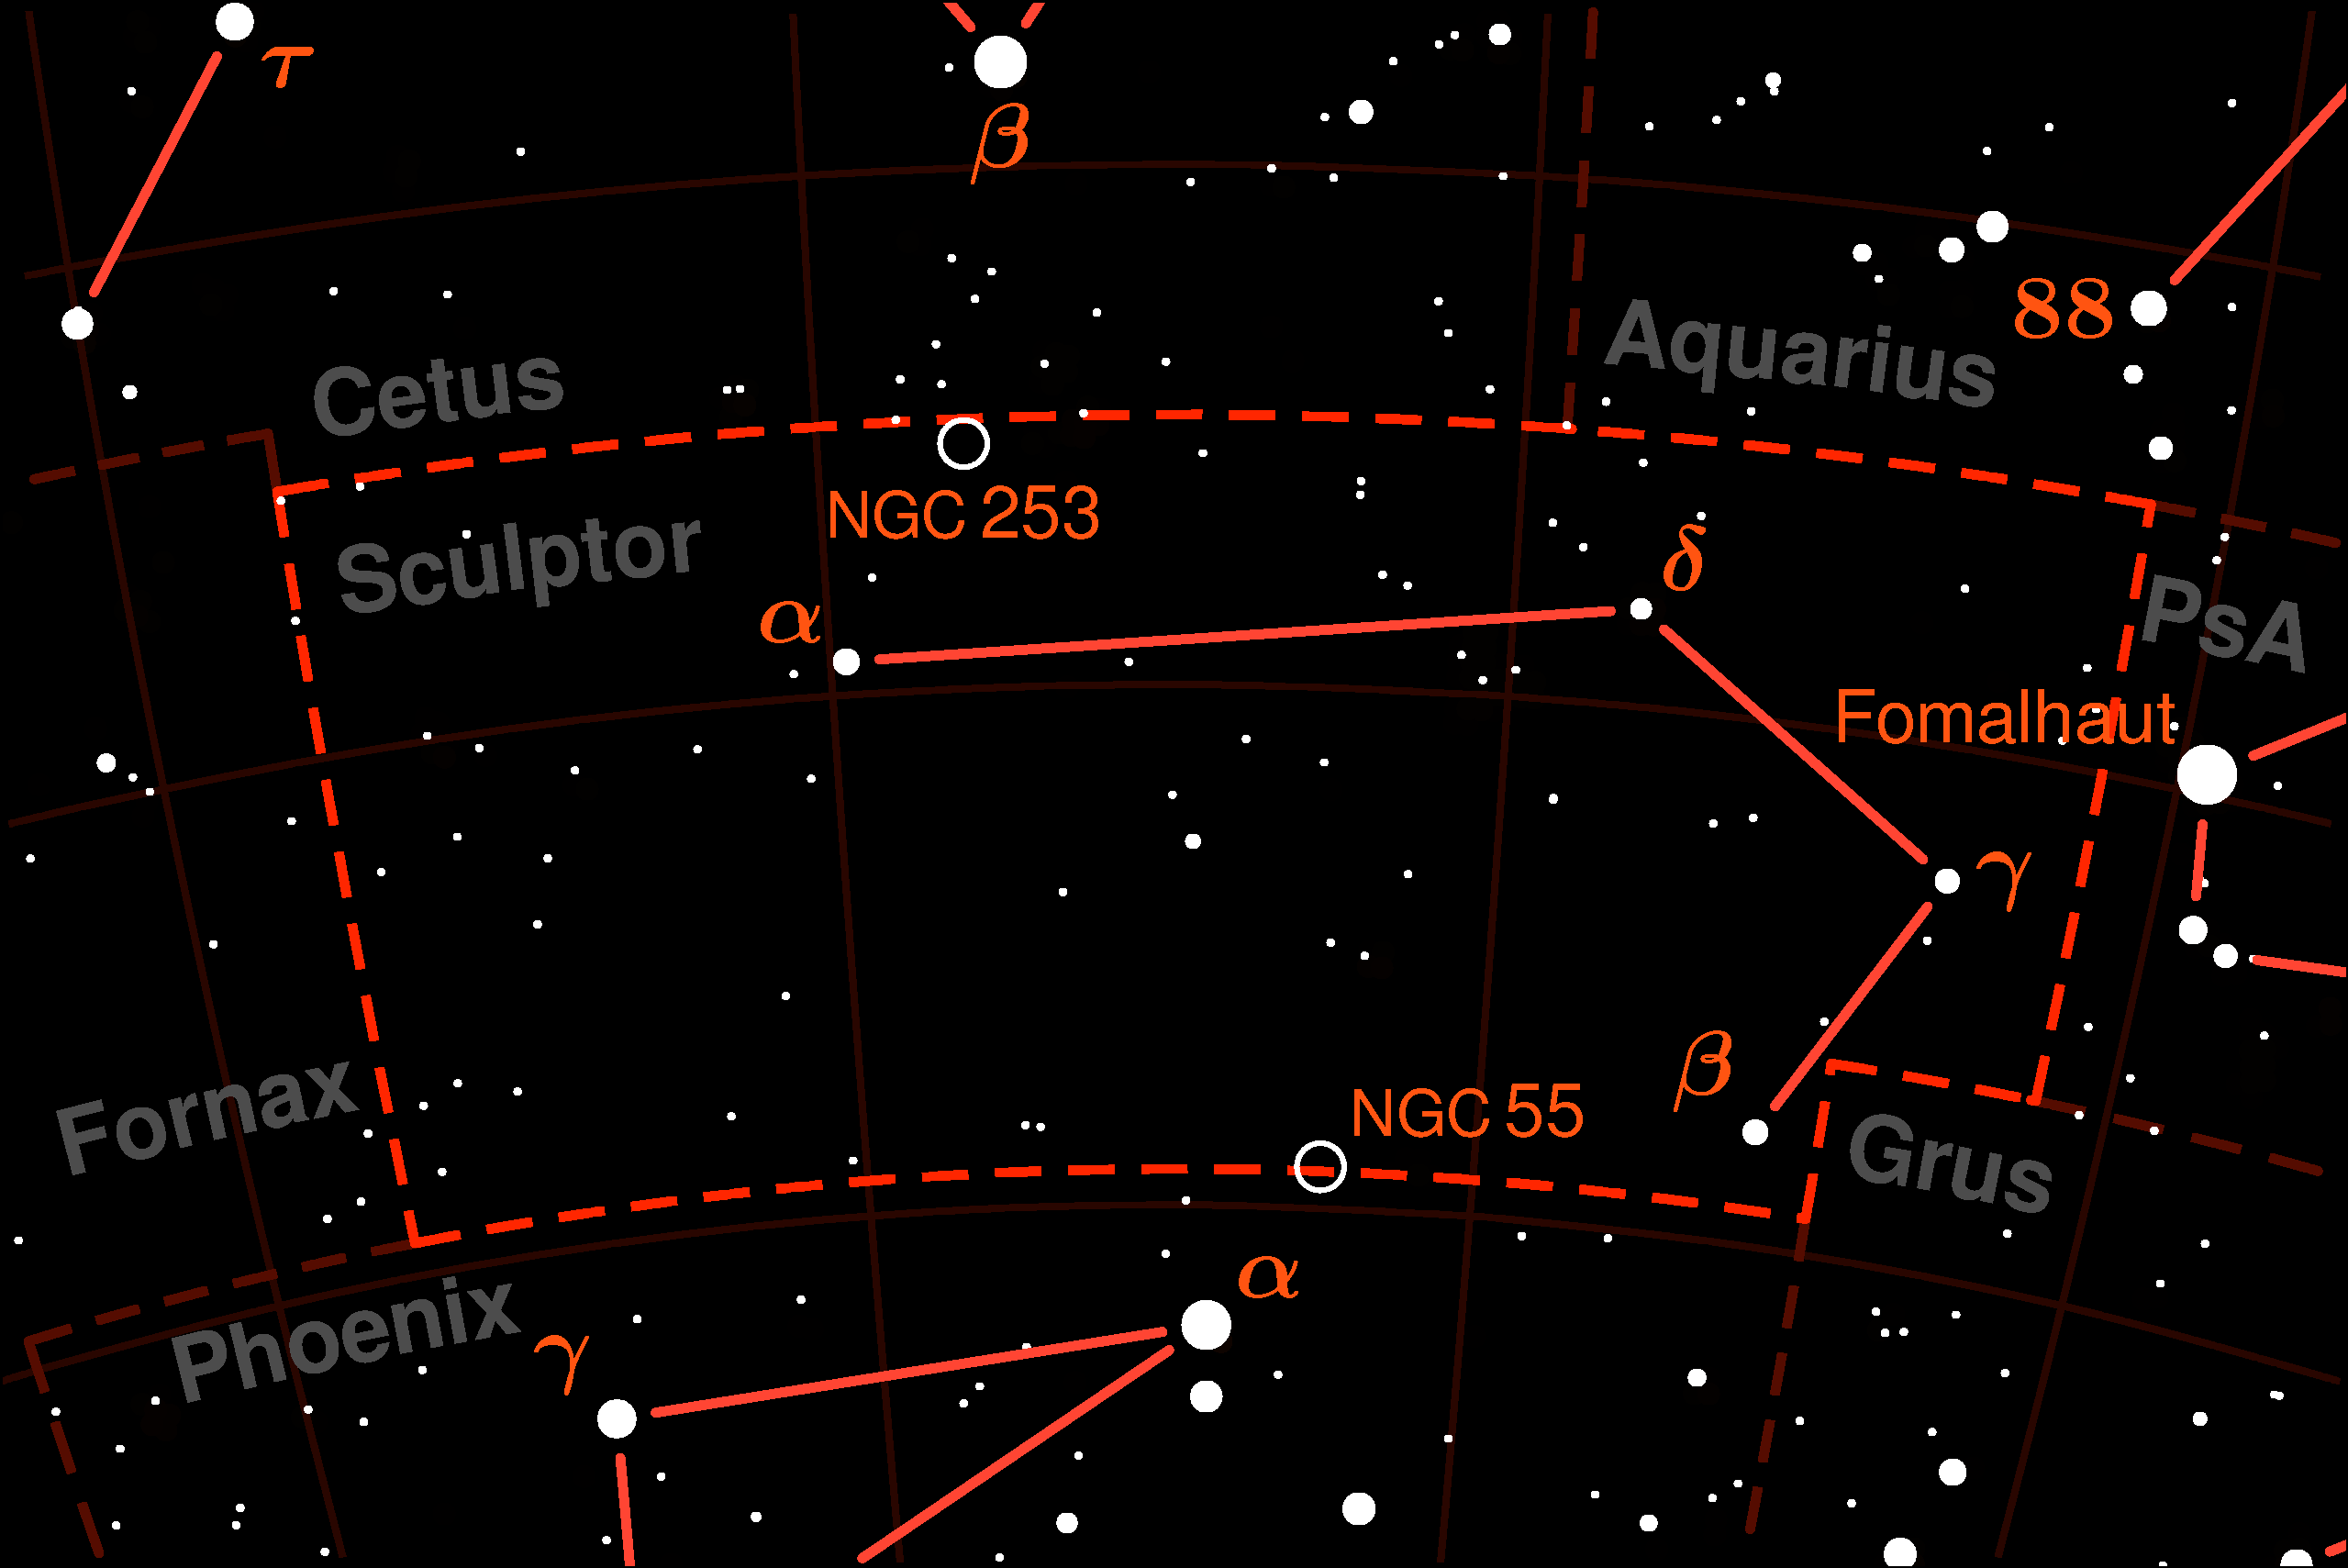 τ
β
Aquarius
88
Cetus
NGC 253
Sculptor
δ
α
PsA
Fomalhaut
γ
β
NGC 55
Fornax
Grus
α
Phoenix
γ